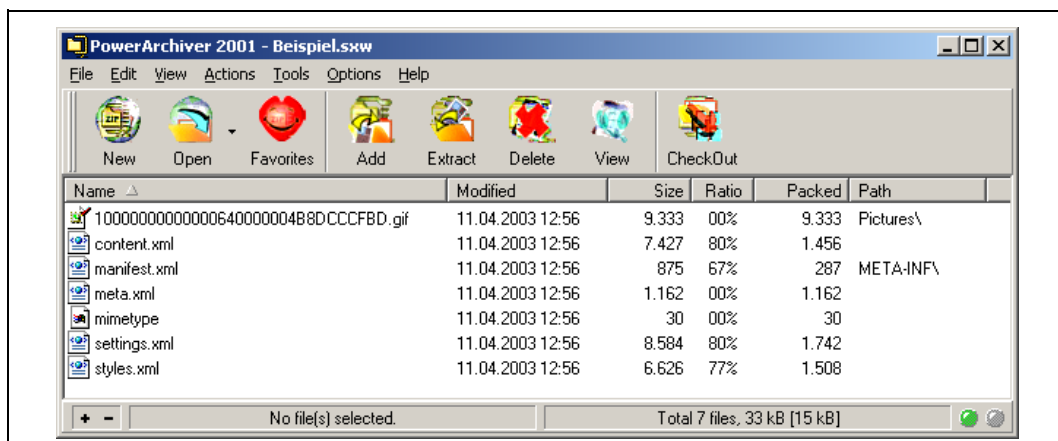 PowerArchiver 2001 - Beispiel.sxw
File Edit View Actions Tools Options Help
New Open Favorites Add Extract Delete View CheckOut
Name Modified Size Ratio Packed Path
10000000000000640000004B8DCCCFBD.gif 11.04.2003 12:56 9.333 00% 9.333 Pictures\
content.xml 11.04.2003 12:56 7.427 80% 1.456
manifest.xml 11.04.2003 12:56 875 67% 287 META-INF\
meta.xml 11.04.2003 12:56 1.162 00% 1.162
mimetype 11.04.2003 12:56 30 00% 30
settings.xml 11.04.2003 12:56 8.584 80% 1.742
styles.xml 11.04.2003 12:56 6.626 77% 1.508
+ - No file(s) selected. Total 7 files, 33 kB [15 kB]